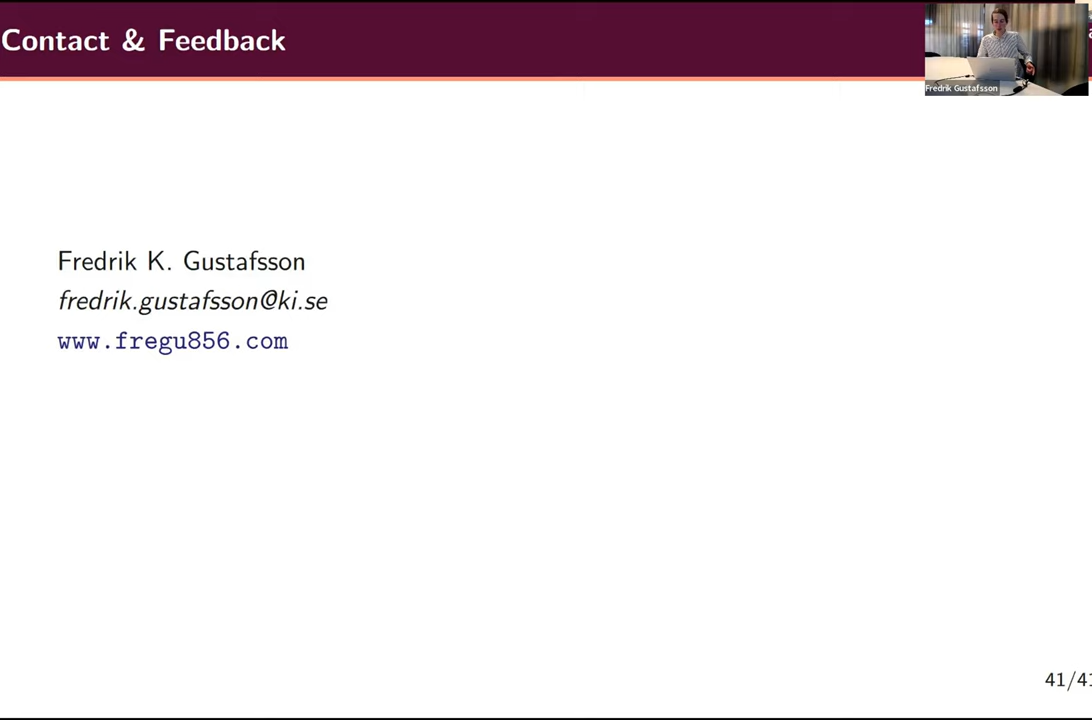 Contact & Feedback
Fredrik Gustafsson
Fredrik K. Gustafsson
fredrik.gustafsson@ki.se
www.fregu856.com
41/41